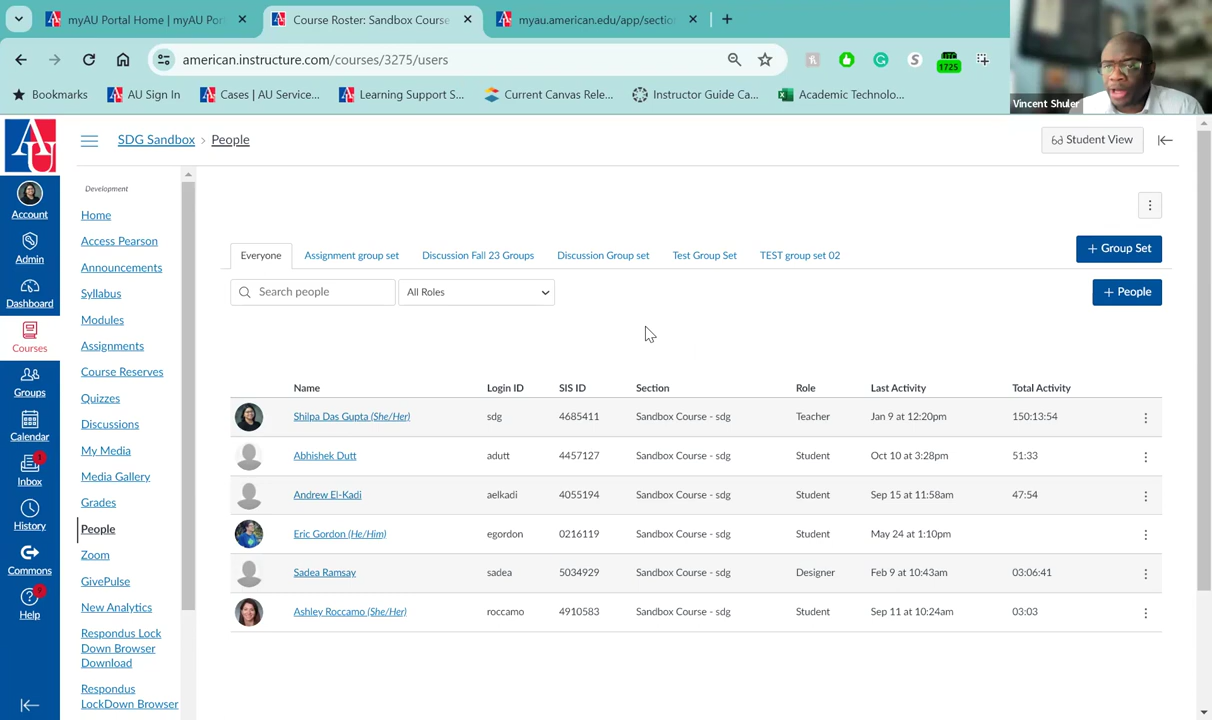 myAU Portal Home | myAU Por
Course Roster: Sandbox Course
myau.american.edu/app/sectio
american.instructure.com/courses/3275/users
1725
Bookmarks
AU Sign In
Cases | AU Service...
Learning Support S...
Current Canvas Rele...
Instructor Guide Ca...
Academic Technolo...
Vincent Shuler
AU
SDG Sandbox > People
Student View
Account
Admin
Dashboard
Courses
Groups
Calendar
Inbox
History
Commons
Help
Development
Home
Access Pearson
Announcements
Syllabus
Modules
Assignments
Course Reserves
Quizzes
Discussions
My Media
Media Gallery
Grades
People
Zoom
GivePulse
New Analytics
Respondus Lock
Down Browser
Download
Respondus
LockDown Browser
Everyone Assignment group set Discussion Fall 23 Groups Discussion Group set Test Group Set TEST group set 02
+ Group Set
Search people
All Roles
+ People
Name Login ID SIS ID Section Role Last Activity Total Activity
Shilpa Das Gupta (She/Her) sdg 4685411 Sandbox Course - sdg Teacher Jan 9 at 12:20pm 150:13:54
Abhishek Dutt adutt 4457127 Sandbox Course - sdg Student Oct 10 at 3:28pm 51:33
Andrew El-Kadi aelkadi 4055194 Sandbox Course - sdg Student Sep 15 at 11:58am 47:54
Eric Gordon (He/Him) egordon 0216119 Sandbox Course - sdg Student May 24 at 1:10pm
Sadea Ramsay sadea 5034929 Sandbox Course - sdg Designer Feb 9 at 10:43am 03:06:41
Ashley Roccamo (She/Her) roccamo 4910583 Sandbox Course - sdg Student Sep 11 at 10:24am 03:03